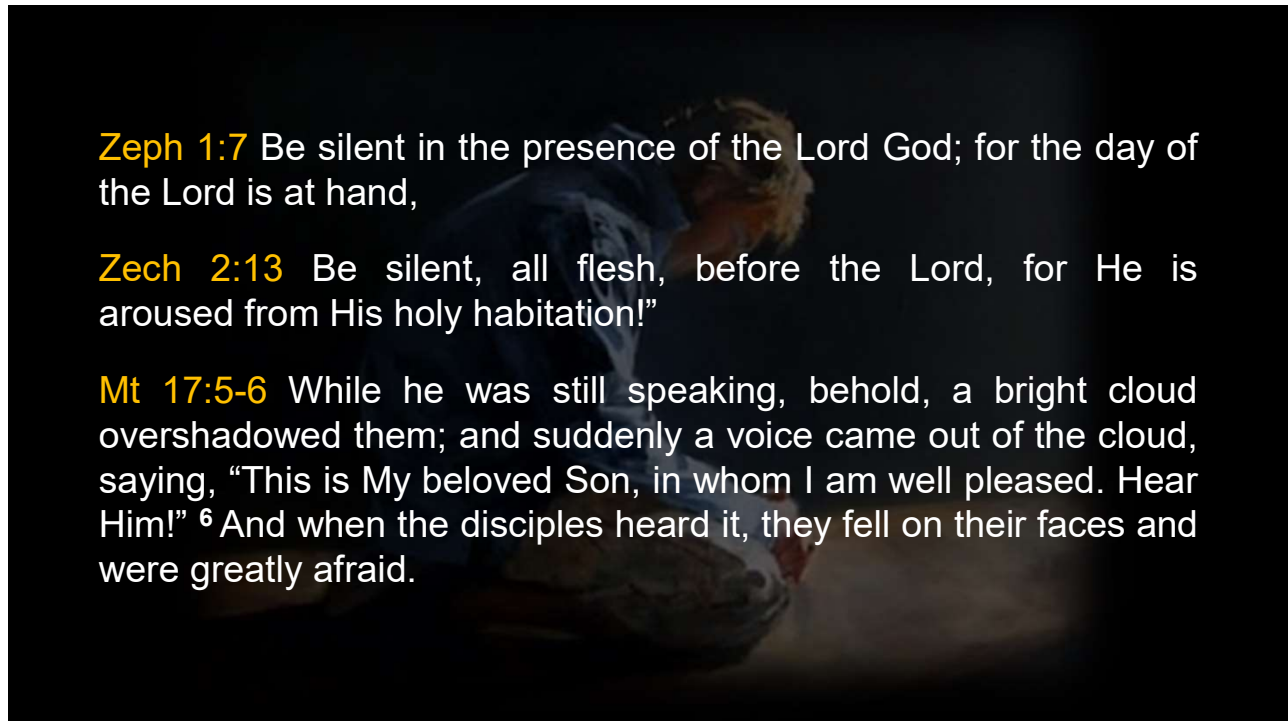 Zeph 1:7 Be silent in the presence of the Lord God; for the day of
the Lord is at hand,
Zech 2:13 Be silent, all flesh, before the Lord, for He is
aroused from His holy habitation!”
Mt 17:5-6 While he was still speaking, behold, a bright cloud
overshadowed them; and suddenly a voice came out of the cloud,
saying, “This is My beloved Son, in whom I am well pleased. Hear
Him!” ⁶ And when the disciples heard it, they fell on their faces and
were greatly afraid.